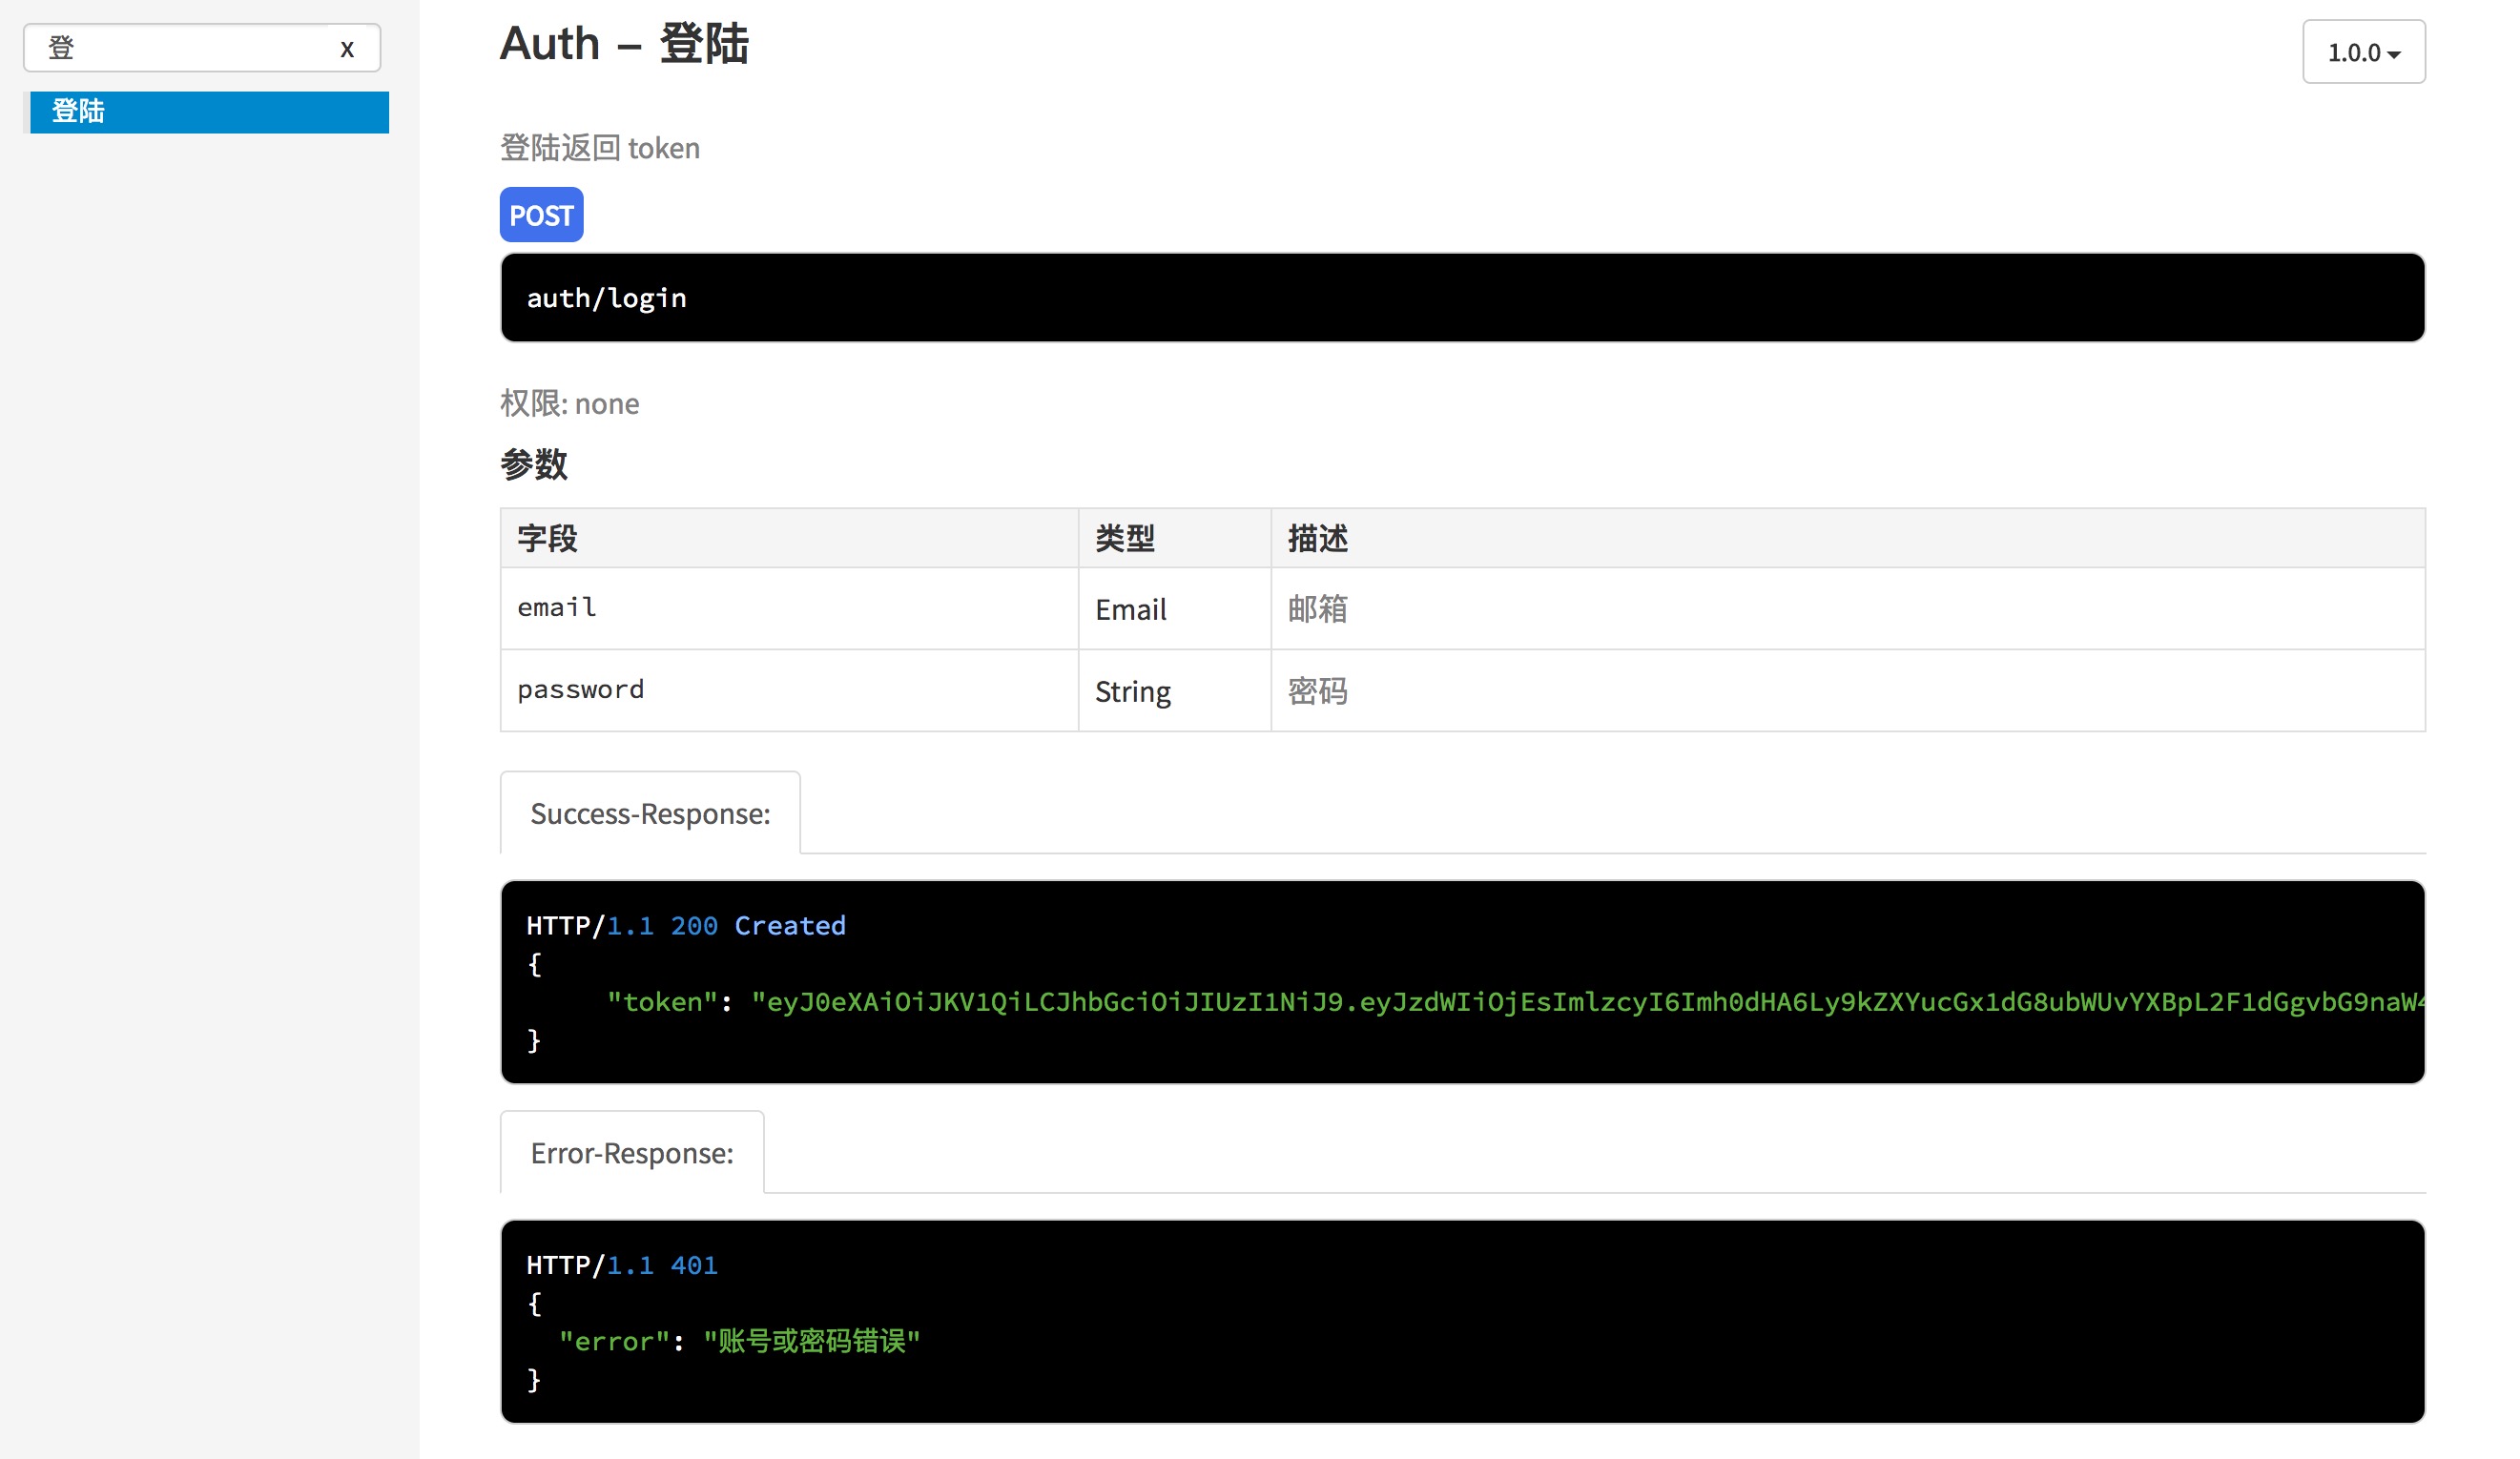 登 x
登陆
Auth – 登陆
1.0.0
登陆返回 token
POST
auth/login
权限: none
参数
字段 类型 描述
email Email 邮箱
password String 密码
Success-Response:
HTTP/1.1 200 Created
{
"token": "eyJ0eXAiOiJKV1QiLCJhbGciOiJIUzI1NiJ9.eyJzdWIiOjEsImlzcyI6Imh0dHA6Ly9kZXYucGx1dG8ubWUvYXBpL2F1dGgvbG9naW4
}
Error-Response:
HTTP/1.1 401
{
"error": "账号或密码错误"
}